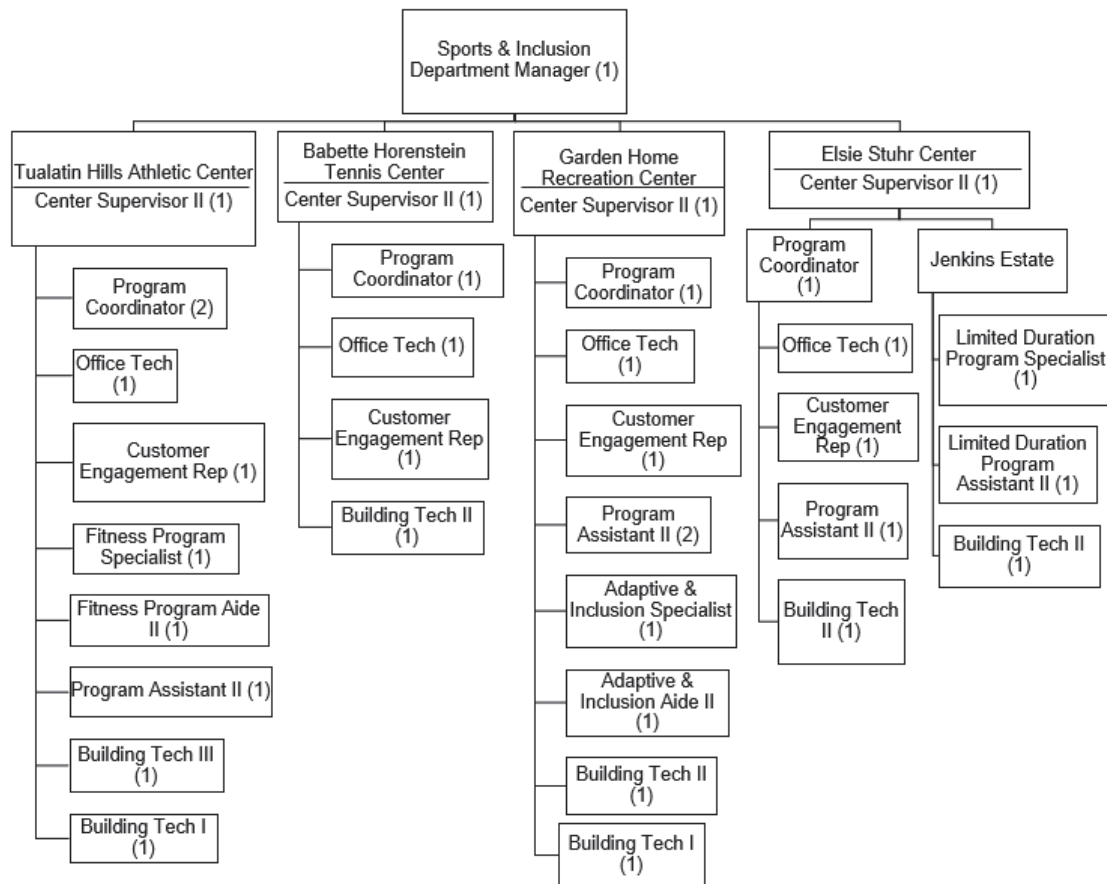 Sports & Inclusion
Department Manager (1)
Tualatin Hills Athletic Center
Center Supervisor II (1)
Program
Coordinator (2)
Office Tech
(1)
Customer
Engagement Rep (1)
Fitness Program
Specialist (1)
Fitness Program Aide
II (1)
Program Assistant II (1)
Building Tech III
(1)
Building Tech I
(1)
Babette Horenstein
Tennis Center
Center Supervisor II (1)
Program
Coordinator (1)
Office Tech (1)
Customer
Engagement Rep
(1)
Building Tech II
(1)
Garden Home
Recreation Center
Center Supervisor II (1)
Program
Coordinator (1)
Office Tech
(1)
Customer
Engagement Rep
(1)
Program
Assistant II (2)
Adaptive &
Inclusion Specialist
(1)
Adaptive &
Inclusion Aide II
(1)
Building Tech II
(1)
Building Tech I
(1)
Elsie Stuhr Center
Center Supervisor II (1)
Program
Coordinator
(1)
Office Tech (1)
Customer
Engagement
Rep (1)
Program
Assistant II (1)
Building Tech
II (1)
Jenkins Estate
Limited Duration
Program Specialist
(1)
Limited Duration
Program
Assistant II (1)
Building Tech II
(1)